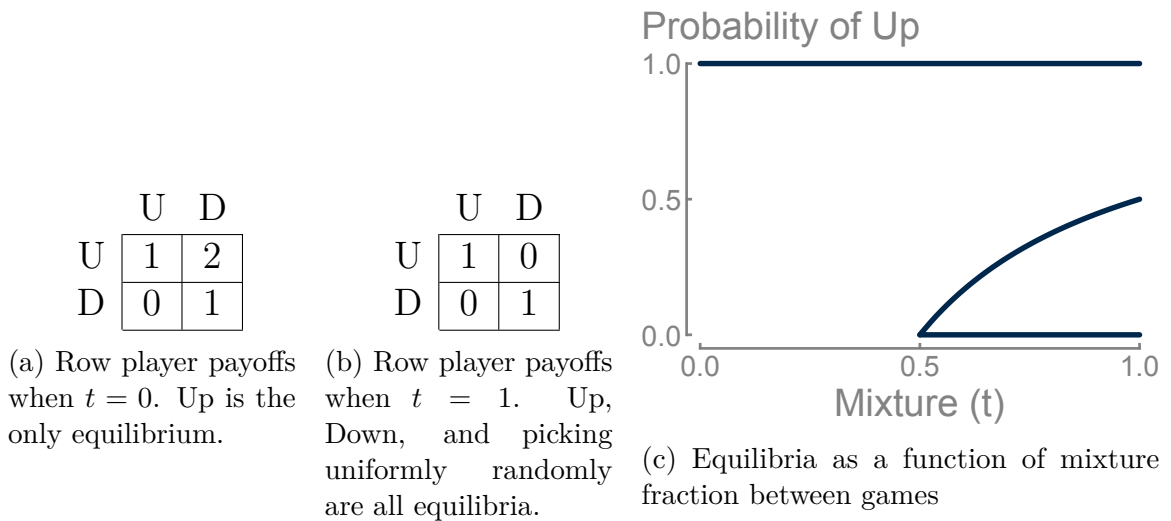 U D
U 1 2
D 0 1
(a) Row player payoffs
when t = 0. Up is the
only equilibrium.
U D
U 1 0
D 0 1
(b) Row player payoffs
when t = 1. Up,
Down, and picking
uniformly randomly
are all equilibria.
Probability of Up
1.0
0.5
0.0
0.0 0.5 1.0
Mixture (t)
(c) Equilibria as a function of mixture
fraction between games